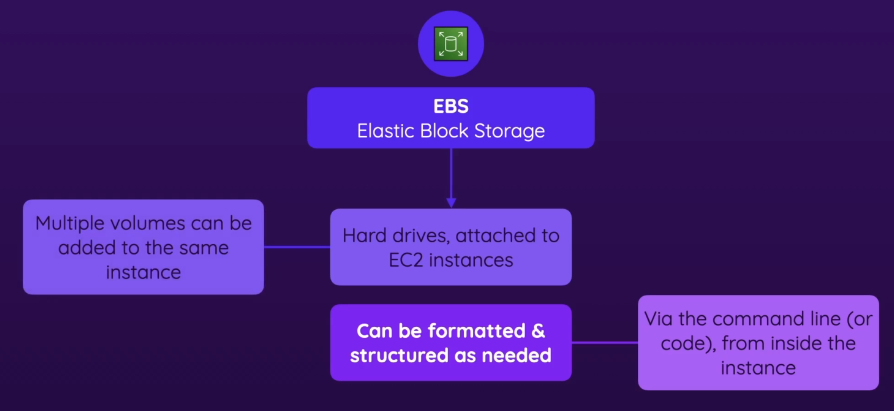 EBS
Elastic Block Storage
Multiple volumes can be
added to the same
instance
Hard drives, attached to
EC2 instances
Can be formatted &
structured as needed
Via the command line (or
code), from inside the
instance